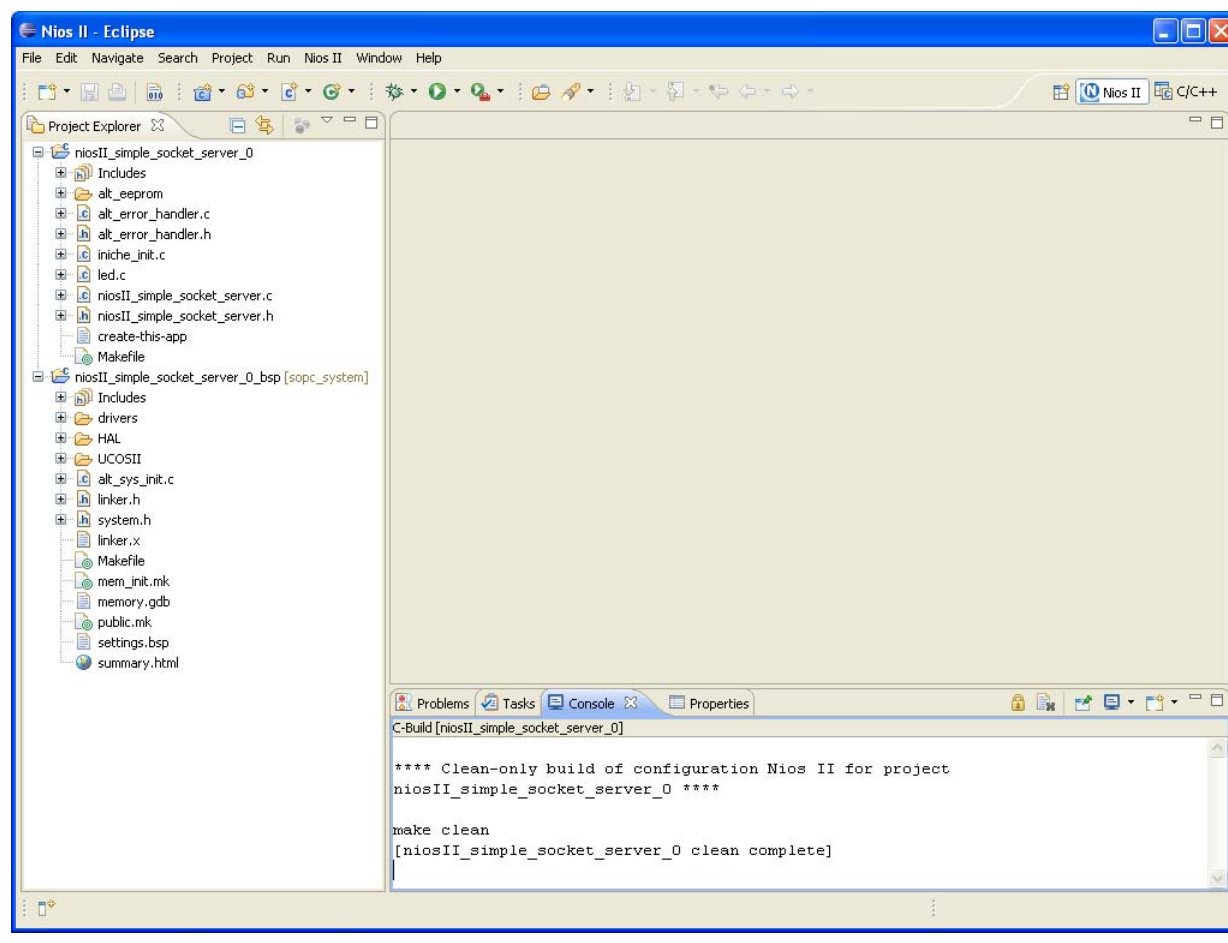 Nios II - Eclipse
File Edit Navigate Search Project Run Nios II Window Help
010
Nios II C/C++
Project Explorer
niosII_simple_socket_server_0
Includes
alt_eeprom
alt_error_handler.c
alt_error_handler.h
iniche_init.c
led.c
niosII_simple_socket_server.c
niosII_simple_socket_server.h
create-this-app
Makefile
niosII_simple_socket_server_0_bsp [sopc_system]
Includes
drivers
HAL
UCOSII
alt_sys_init.c
linker.h
system.h
linker.x
Makefile
mem_init.mk
memory.gdb
public.mk
settings.bsp
summary.html
Problems Tasks Console Properties
C-Build [niosII_simple_socket_server_0]
**** Clean-only build of configuration Nios II for project
niosII_simple_socket_server_0 ****
make clean
[niosII_simple_socket_server_0 clean complete]